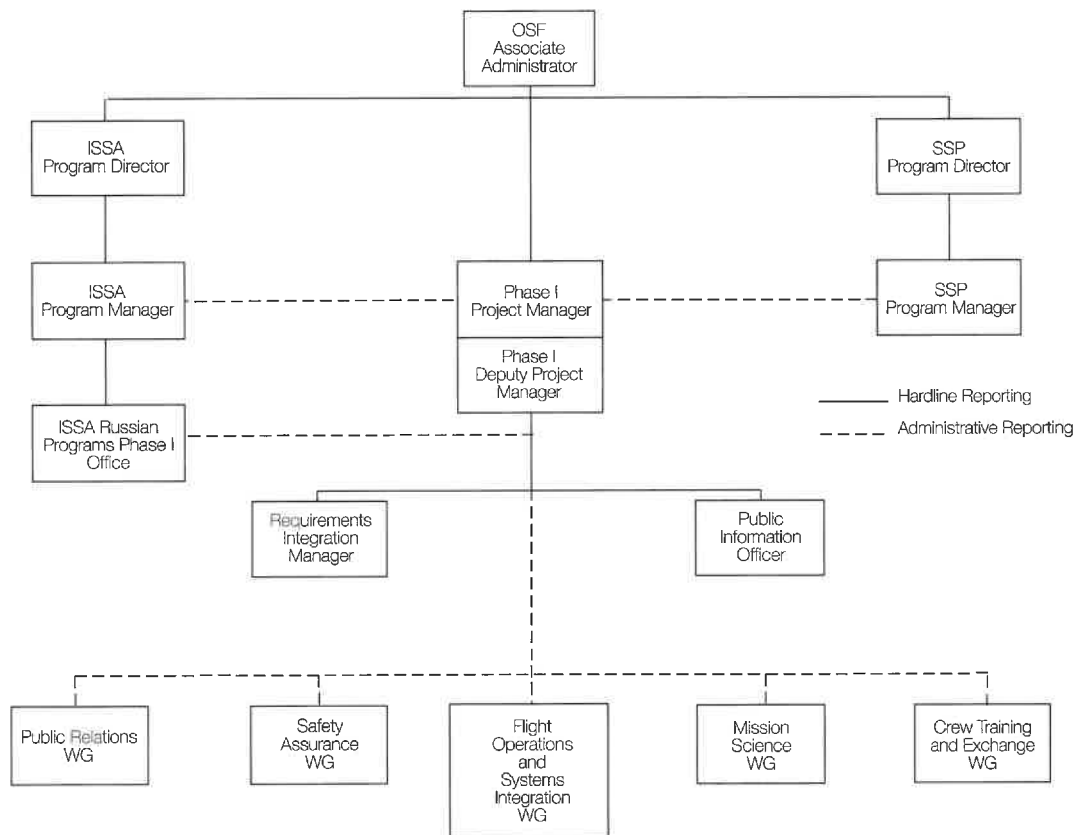 OSF
Associate
Administrator
ISSA
Program Director
SSP
Program Director
ISSA
Program Manager
Phase I
Project Manager
SSP
Program Manager
Phase I
Deputy Project
Manager
Hardline Reporting
Administrative Reporting
ISSA Russian
Programs Phase I
Office
Requirements
Integration
Manager
Public
Information
Officer
Public Relations
WG
Safety
Assurance
WG
Flight
Operations
and
Systems
Integration
WG
Mission
Science
WG
Crew Training
and Exchange
WG